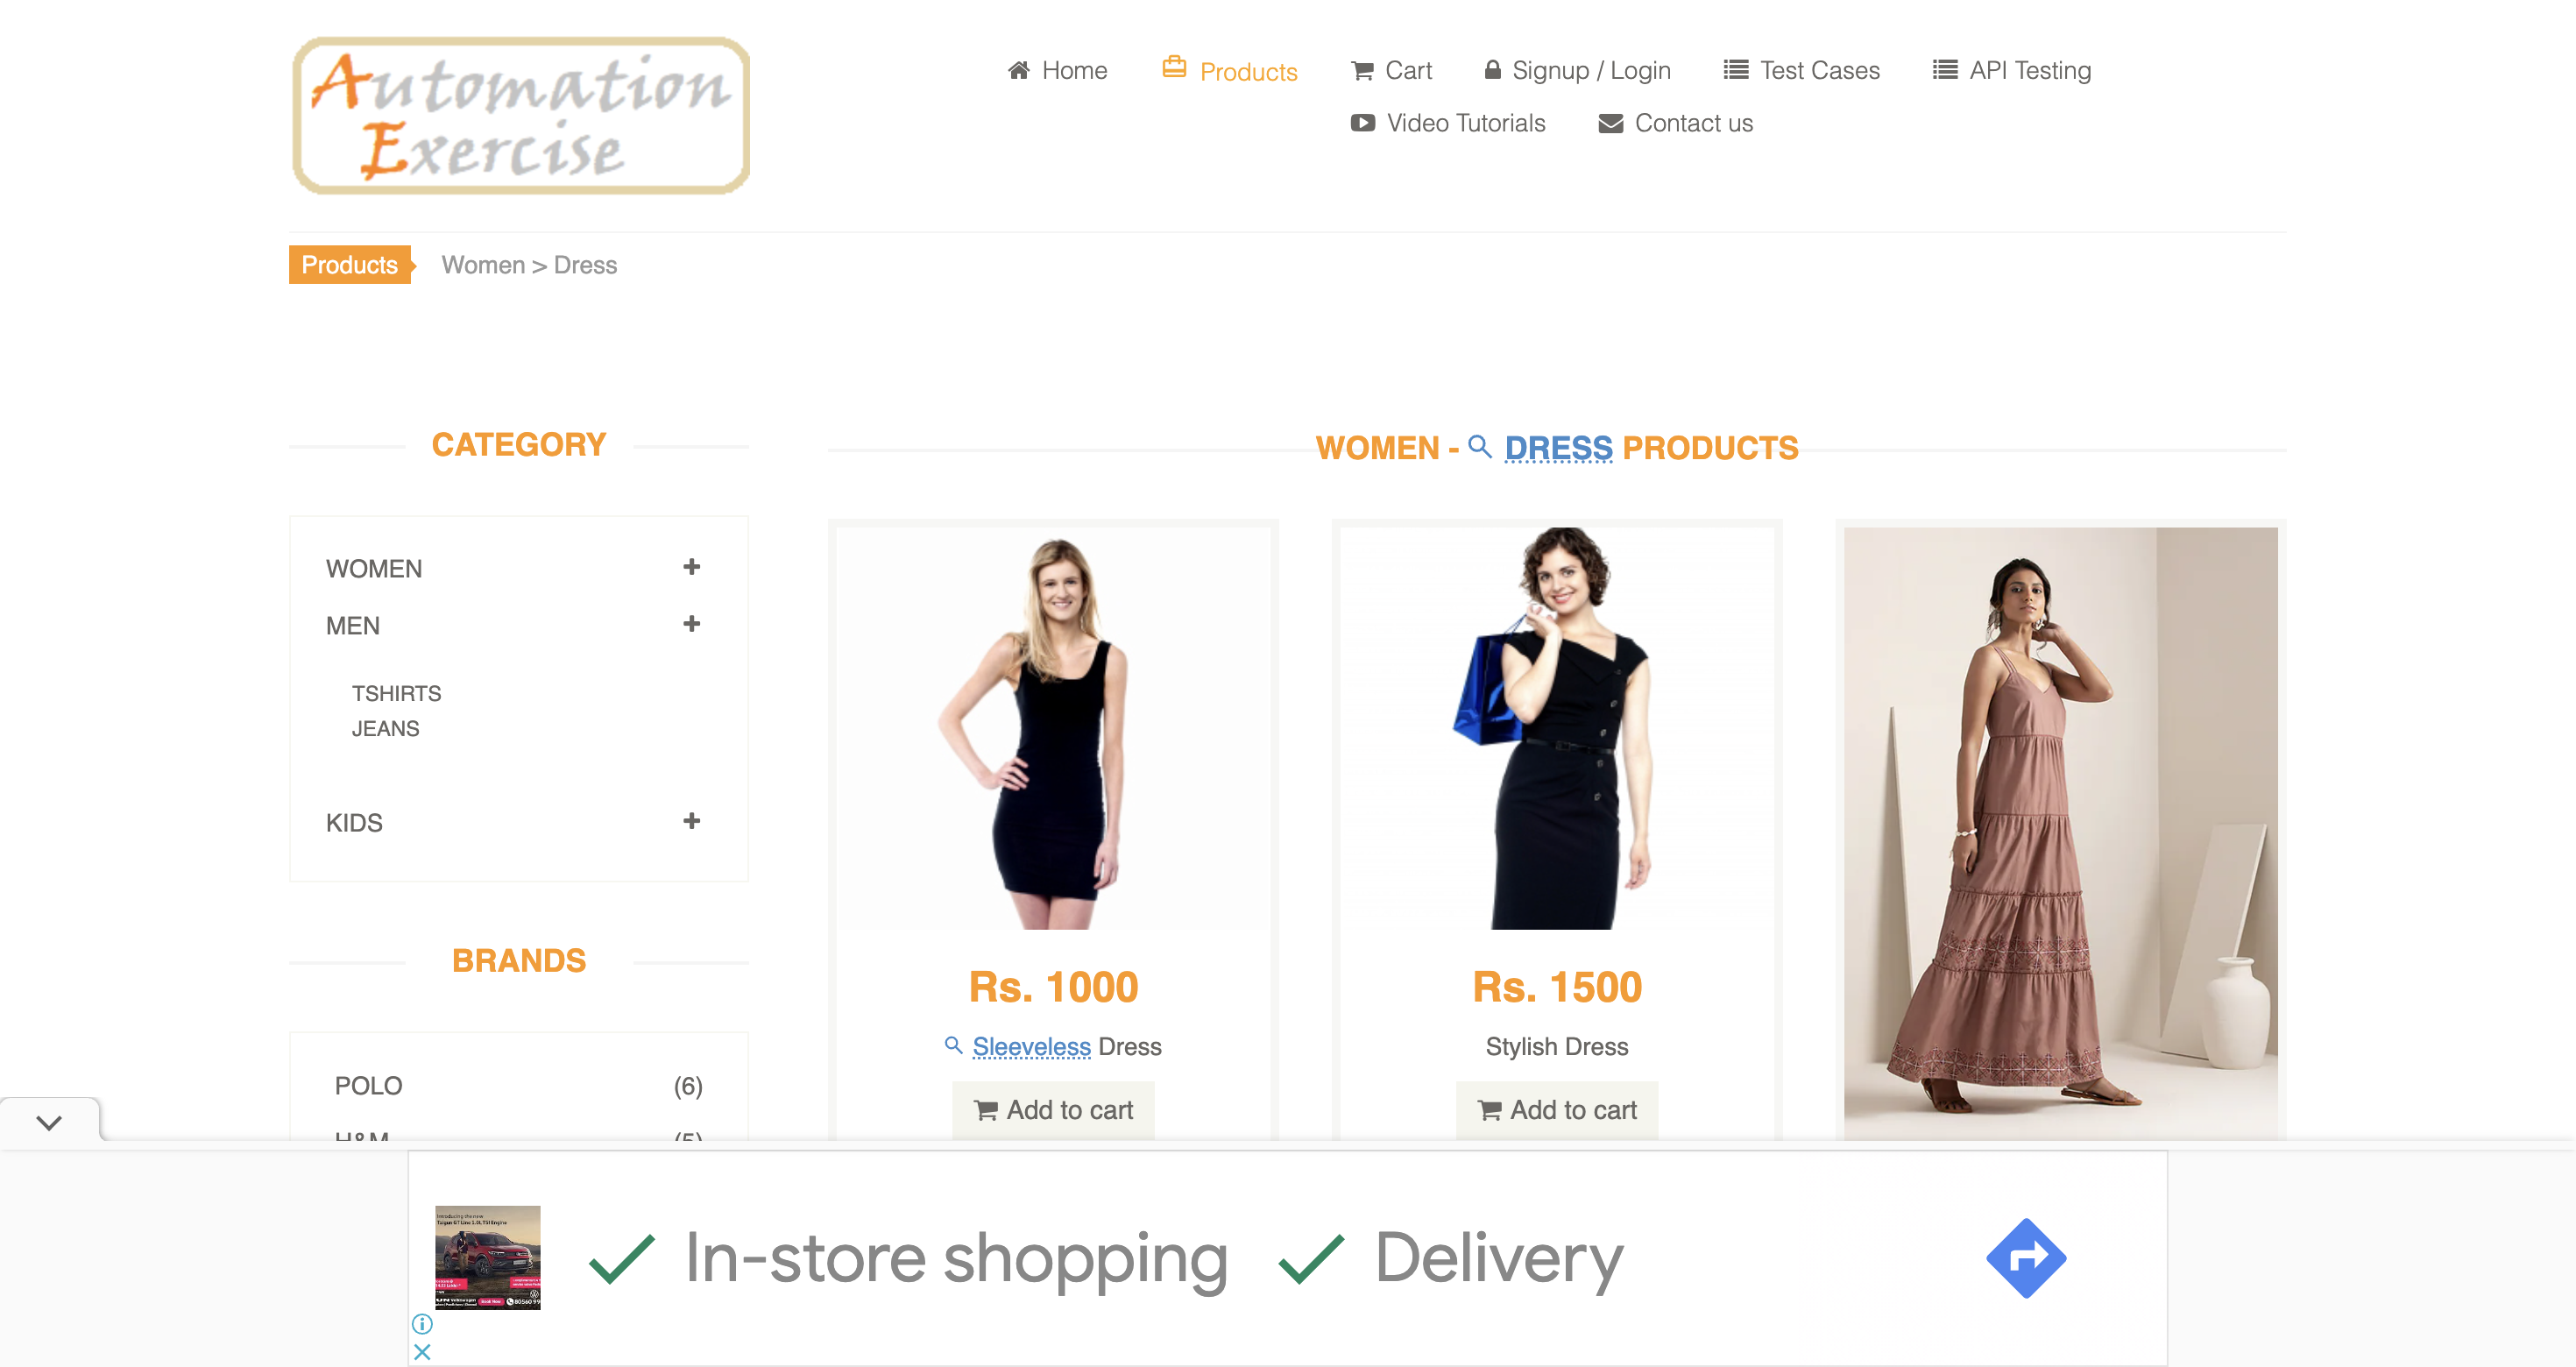 Automation
Exercise
Home Products Cart Signup / Login Test Cases API Testing
Video Tutorials Contact us
Products Women > Dress
CATEGORY
WOMEN
MEN
TSHIRTS
JEANS
KIDS
BRANDS
POLO (6)
H&M (5)
WOMEN - DRESS PRODUCTS
Rs. 1000
Sleeveless Dress
Add to cart
Rs. 1500
Stylish Dress
Add to cart
In-store shopping Delivery